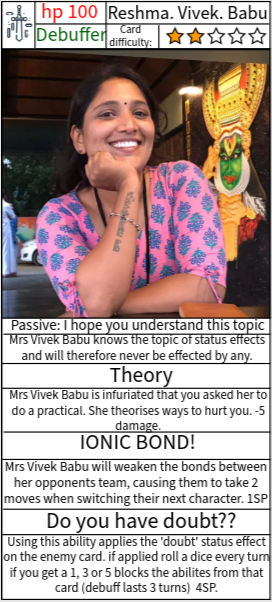 hp 100
Reshma. Vivek. Babu
Debuffer
Card
difficulty:
Passive: I hope you understand this topic
Mrs Vivek Babu knows the topic of status effects
and will therefore never be effected by any.
Theory
Mrs Vivek Babu is infuriated that you asked her to
do a practical. She theorises ways to hurt you. -5
damage.
IONIC BOND!
Mrs Vivek Babu will weaken the bonds between
her opponents team, causing them to take 2
moves when switching their next character. 1SP
Do you have doubt??
Using this ability applies the 'doubt' status effect
on the enemy card. if applied roll a dice every turn
if you get a 1, 3 or 5 blocks the abilites from that
card (debuff lasts 3 turns) 4SP.